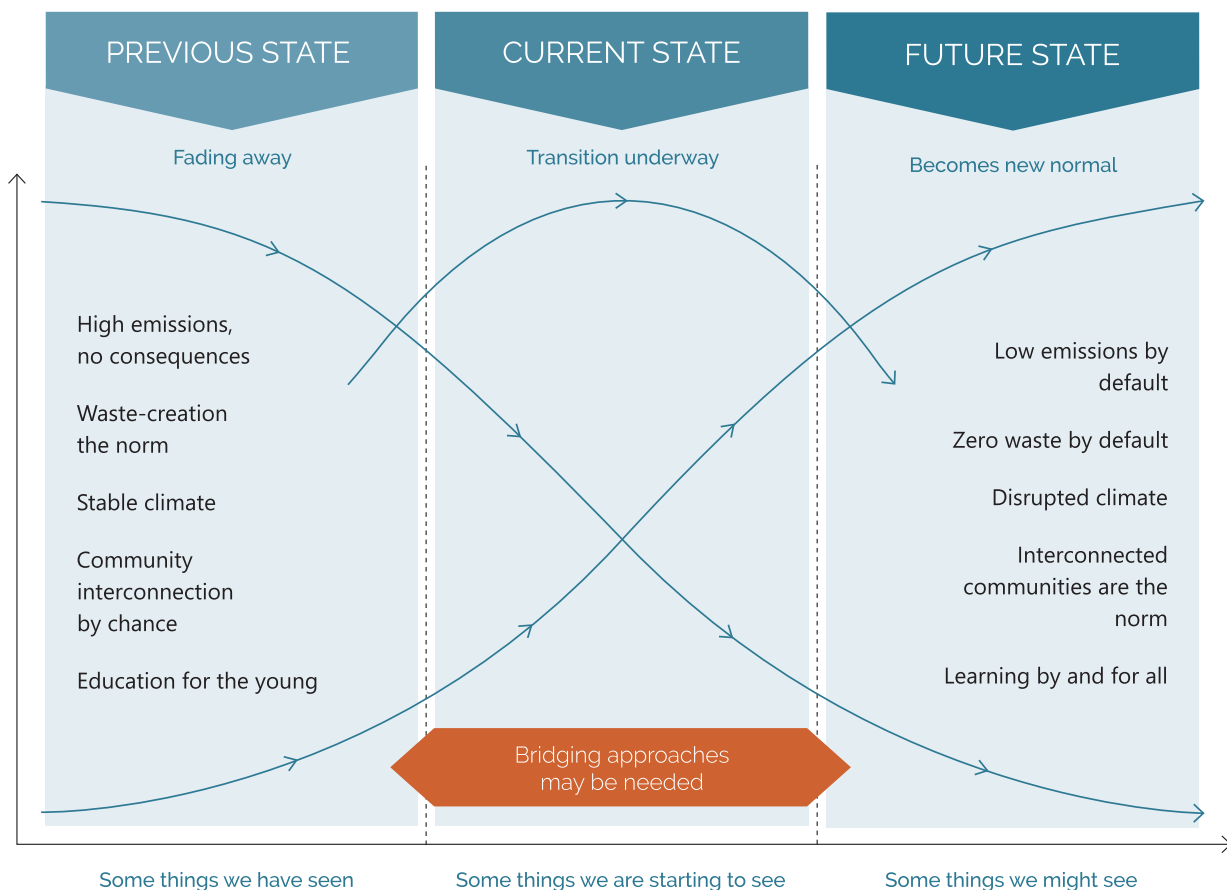 PREVIOUS STATE
CURRENT STATE
FUTURE STATE
Fading away
Transition underway
Becomes new normal
High emissions,
no consequences
Waste-creation
the norm
Stable climate
Community
interconnection
by chance
Education for the young
Low emissions by
default
Zero waste by default
Disrupted climate
Interconnected
communities are the
norm
Learning by and for all
Bridging approaches
may be needed
Some things we have seen
Some things we are starting to see
Some things we might see